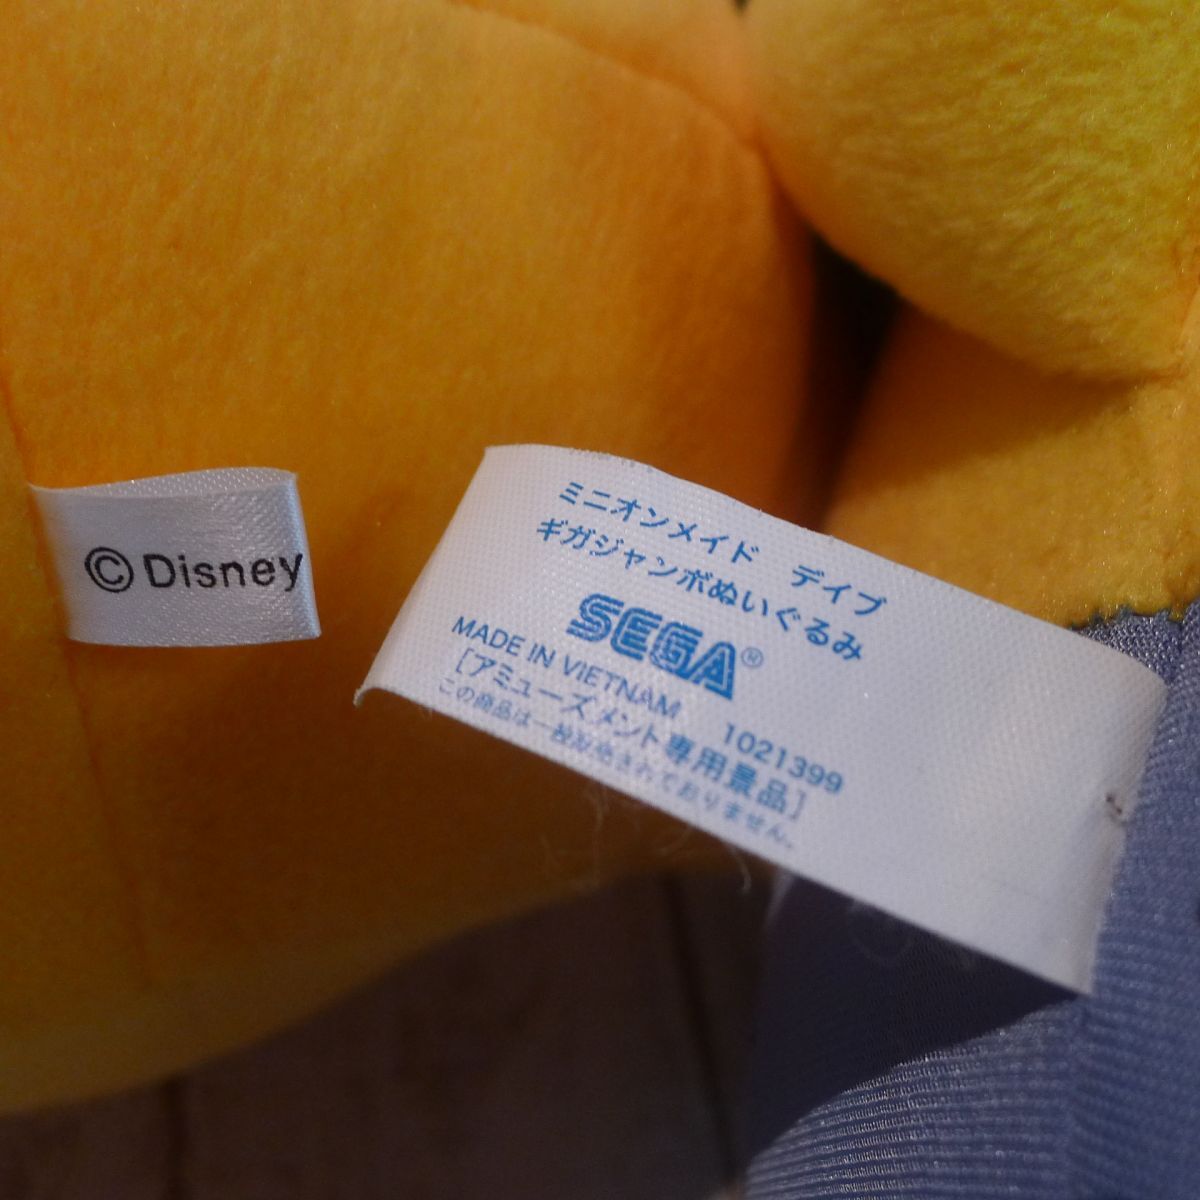 ©Disney
ミニオンメイド デイブ
ギガジャンボぬいぐるみ
SEGA®
MADE IN VIETNAM 1021399
[アミューズメント専用景品]
この商品は一般販売されておりません。